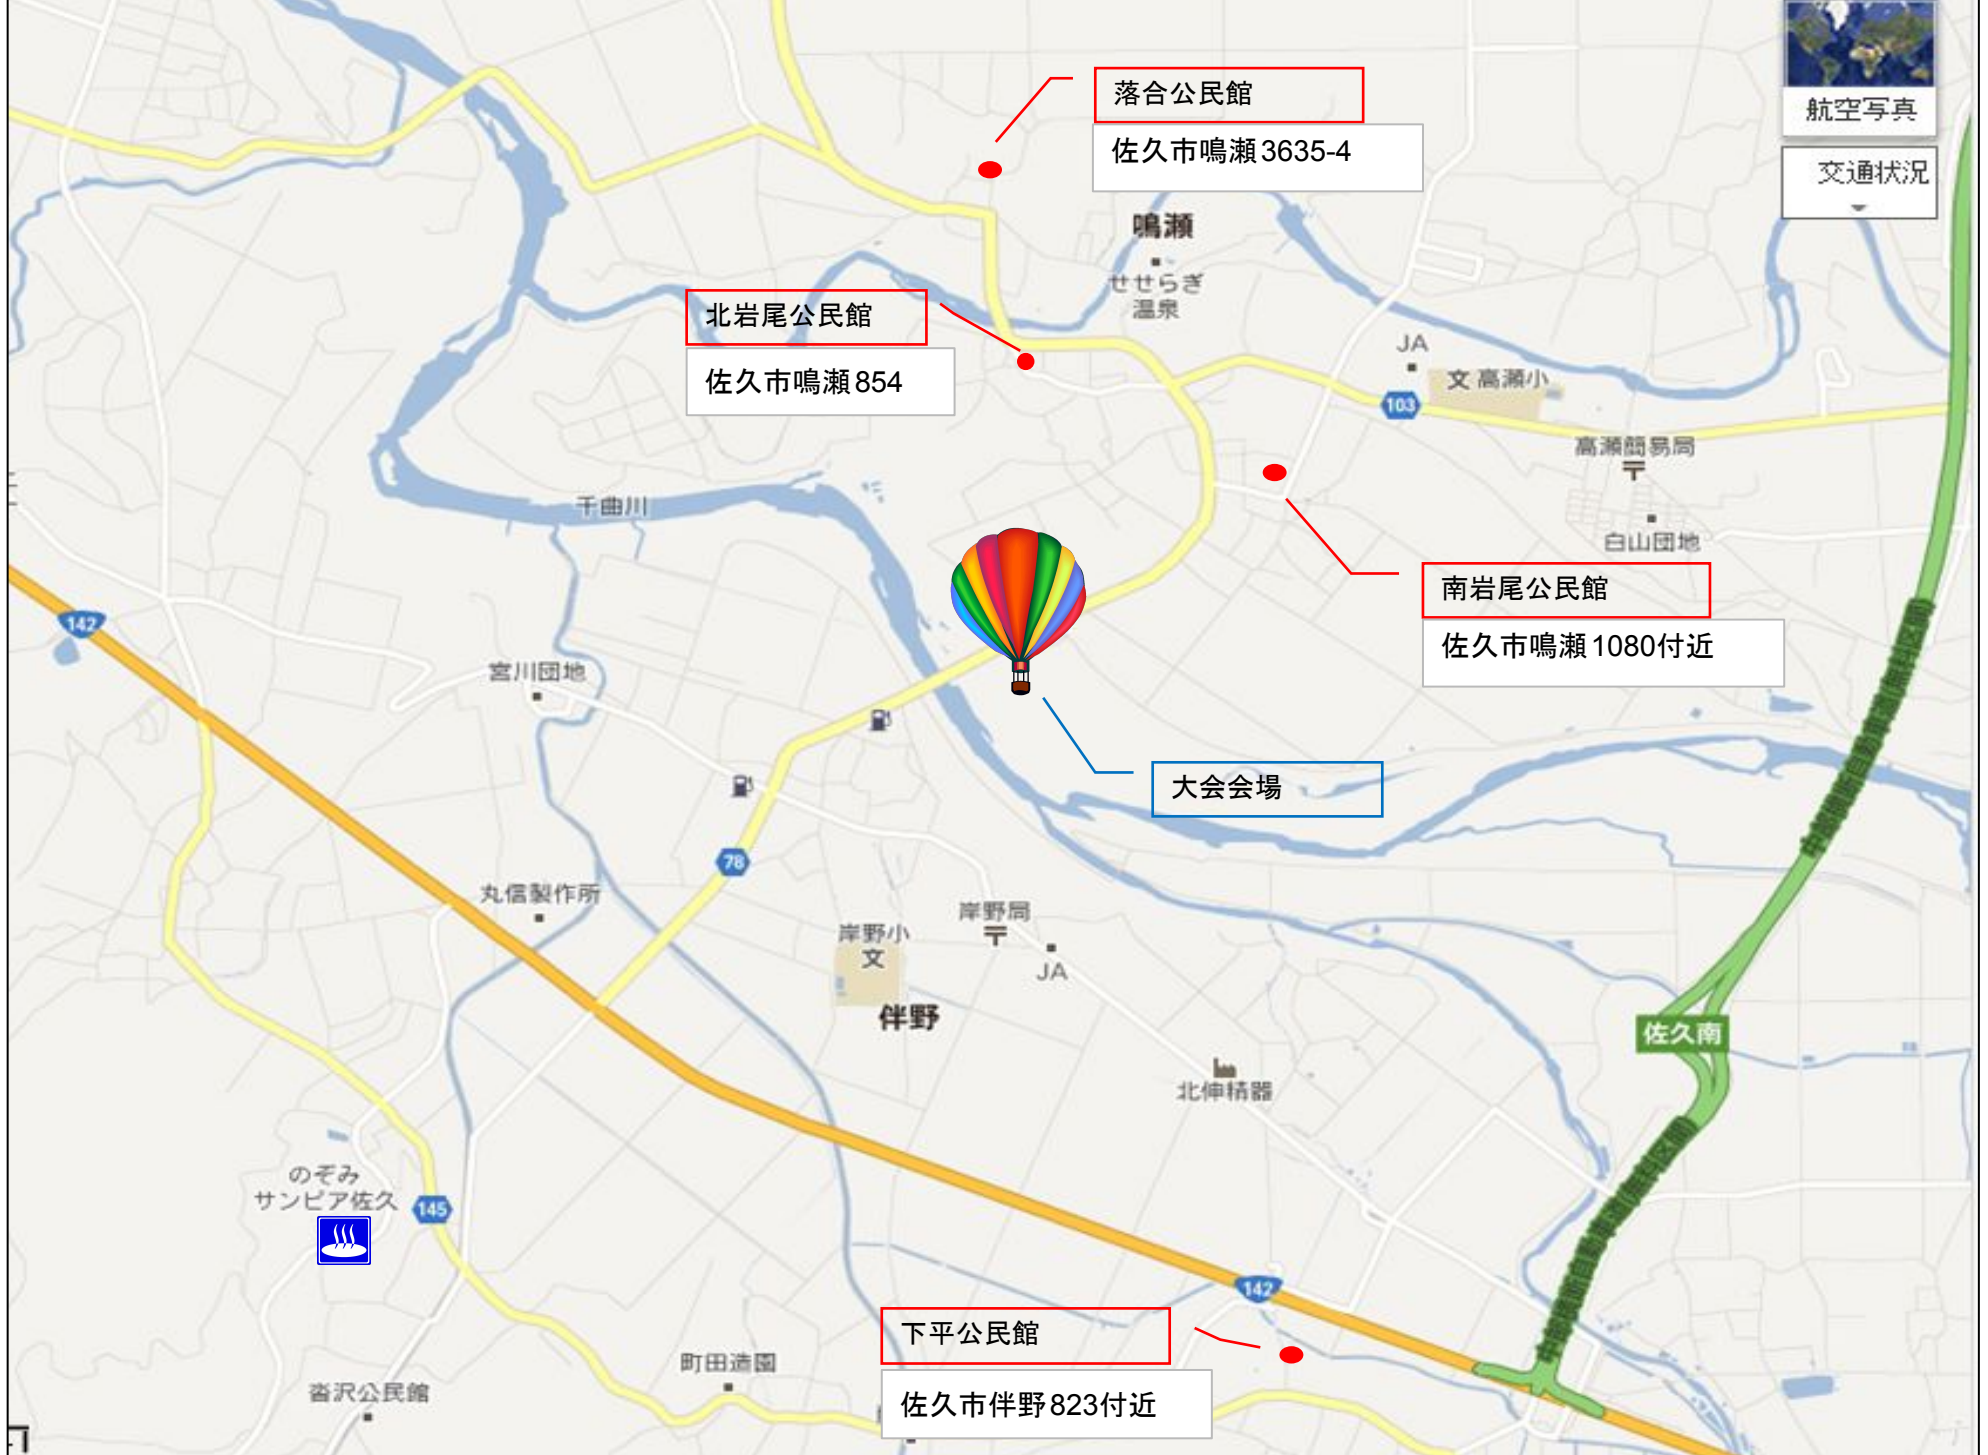 航空写真
交通状況
落合公民館
佐久市鳴瀬3635-4
鳴瀬
せせらぎ
温泉
北岩尾公民館
佐久市鳴瀬854
JA
文 高瀬小
103
高瀬簡易局
千曲川
白山団地
南岩尾公民館
佐久市鳴瀬1080付近
142
宮川団地
大会会場
78
丸信製作所
岸野小
文
岸野局
JA
伴野
佐久南
北伸精器
のぞみ
サンピア佐久
145
142
下平公民館
佐久市伴野823付近
町田造園
沓沢公民館